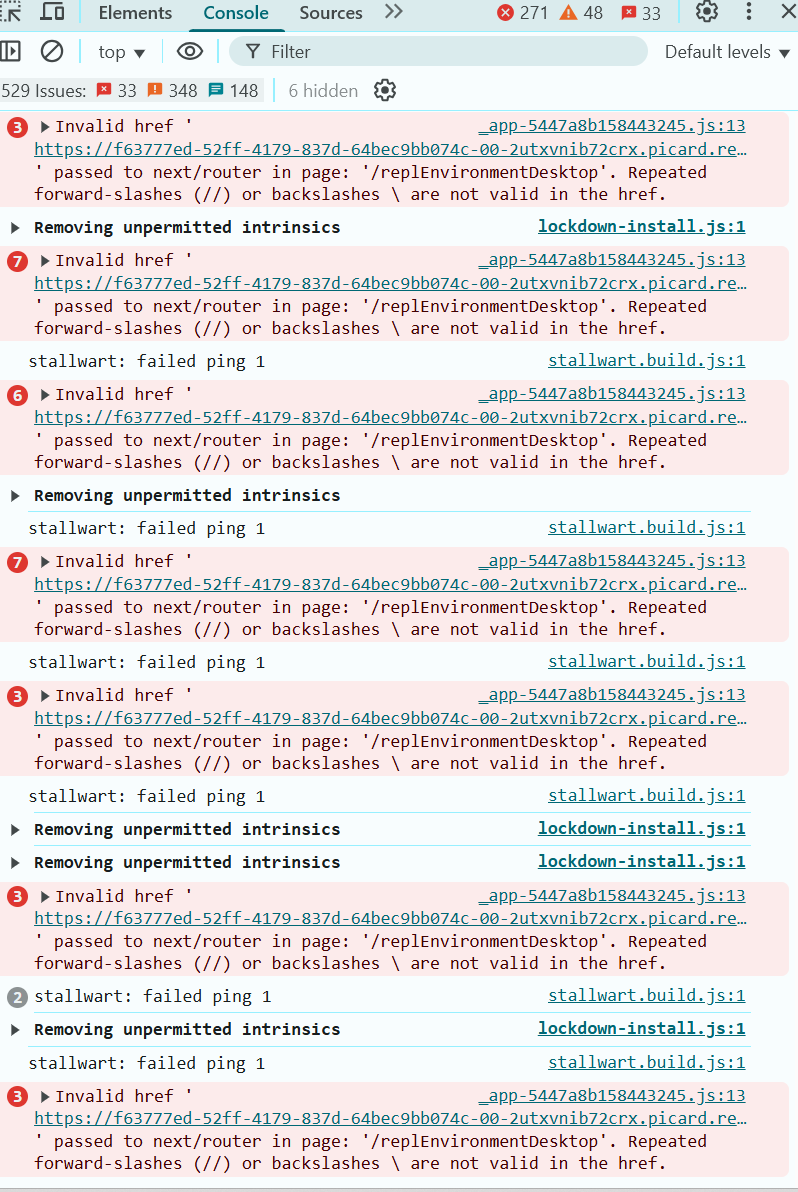 Elements Console Sources 271 48 33
top Filter Default levels
529 Issues: 33 348 148 6 hidden
3 Invalid href ' _app-5447a8b158443245.js:13
https://f63777ed-52ff-4179-837d-64bec9bb074c-00-2utxvnib72crx.picard.re…
' passed to next/router in page: '/replEnvironmentDesktop'. Repeated
forward-slashes (//) or backslashes \ are not valid in the href.
Removing unpermitted intrinsics lockdown-install.js:1
7 Invalid href ' _app-5447a8b158443245.js:13
https://f63777ed-52ff-4179-837d-64bec9bb074c-00-2utxvnib72crx.picard.re…
' passed to next/router in page: '/replEnvironmentDesktop'. Repeated
forward-slashes (//) or backslashes \ are not valid in the href.
stallwart: failed ping 1 stallwart.build.js:1
6 Invalid href ' _app-5447a8b158443245.js:13
https://f63777ed-52ff-4179-837d-64bec9bb074c-00-2utxvnib72crx.picard.re…
' passed to next/router in page: '/replEnvironmentDesktop'. Repeated
forward-slashes (//) or backslashes \ are not valid in the href.
Removing unpermitted intrinsics
stallwart: failed ping 1 stallwart.build.js:1
7 Invalid href ' _app-5447a8b158443245.js:13
https://f63777ed-52ff-4179-837d-64bec9bb074c-00-2utxvnib72crx.picard.re…
' passed to next/router in page: '/replEnvironmentDesktop'. Repeated
forward-slashes (//) or backslashes \ are not valid in the href.
stallwart: failed ping 1 stallwart.build.js:1
3 Invalid href ' _app-5447a8b158443245.js:13
https://f63777ed-52ff-4179-837d-64bec9bb074c-00-2utxvnib72crx.picard.re…
' passed to next/router in page: '/replEnvironmentDesktop'. Repeated
forward-slashes (//) or backslashes \ are not valid in the href.
stallwart: failed ping 1 stallwart.build.js:1
Removing unpermitted intrinsics lockdown-install.js:1
Removing unpermitted intrinsics lockdown-install.js:1
3 Invalid href ' _app-5447a8b158443245.js:13
https://f63777ed-52ff-4179-837d-64bec9bb074c-00-2utxvnib72crx.picard.re…
' passed to next/router in page: '/replEnvironmentDesktop'. Repeated
forward-slashes (//) or backslashes \ are not valid in the href.
2 stallwart: failed ping 1 stallwart.build.js:1
Removing unpermitted intrinsics lockdown-install.js:1
stallwart: failed ping 1 stallwart.build.js:1
3 Invalid href ' _app-5447a8b158443245.js:13
https://f63777ed-52ff-4179-837d-64bec9bb074c-00-2utxvnib72crx.picard.re…
' passed to next/router in page: '/replEnvironmentDesktop'. Repeated
forward-slashes (//) or backslashes \ are not valid in the href.